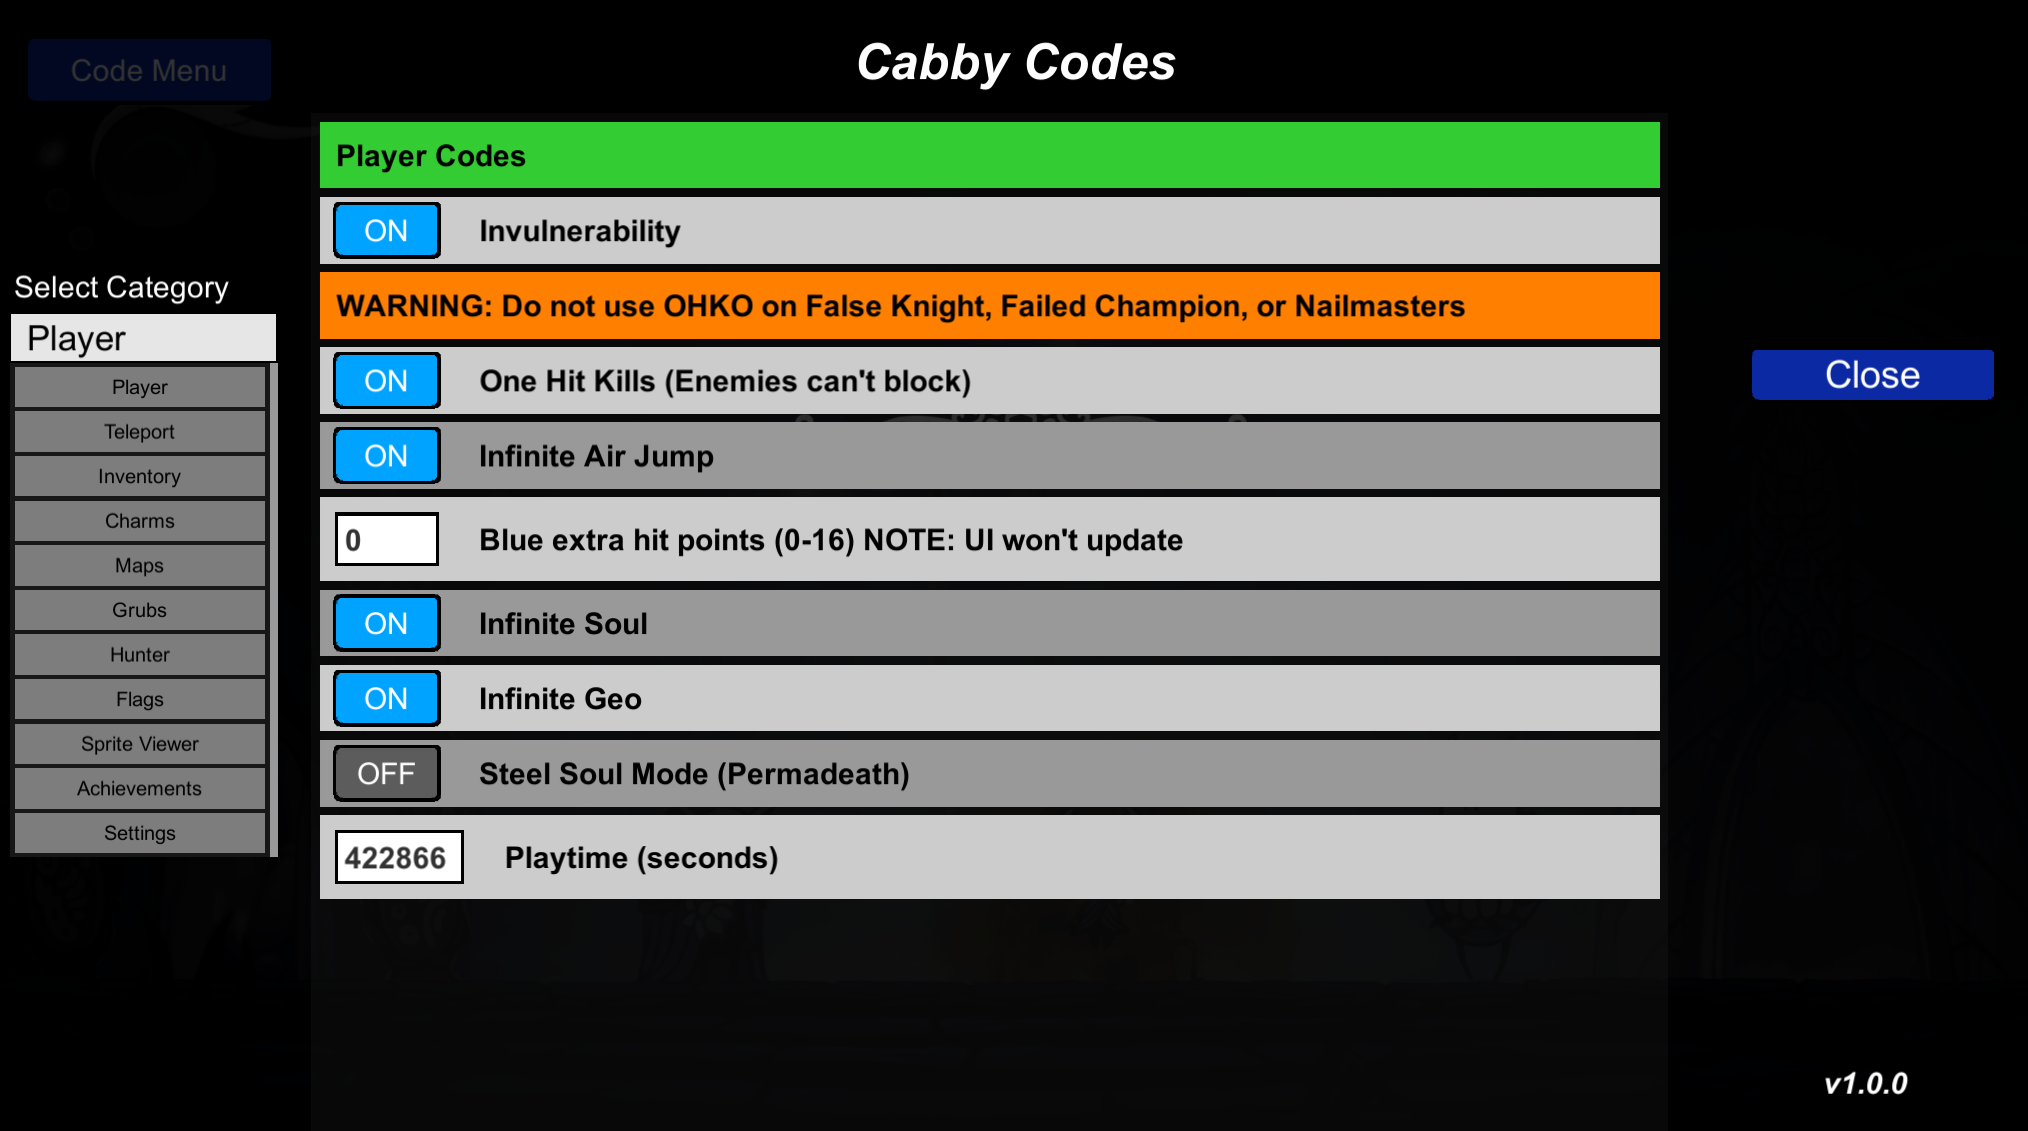 Code Menu
Cabby Codes
Player Codes
ON Invulnerability
WARNING: Do not use OHKO on False Knight, Failed Champion, or Nailmasters
ON One Hit Kills (Enemies can't block)
ON Infinite Air Jump
0 Blue extra hit points (0-16) NOTE: UI won't update
ON Infinite Soul
ON Infinite Geo
OFF Steel Soul Mode (Permadeath)
422866 Playtime (seconds)
Select Category
Player
Player
Teleport
Inventory
Charms
Maps
Grubs
Hunter
Flags
Sprite Viewer
Achievements
Settings
Close
v1.0.0